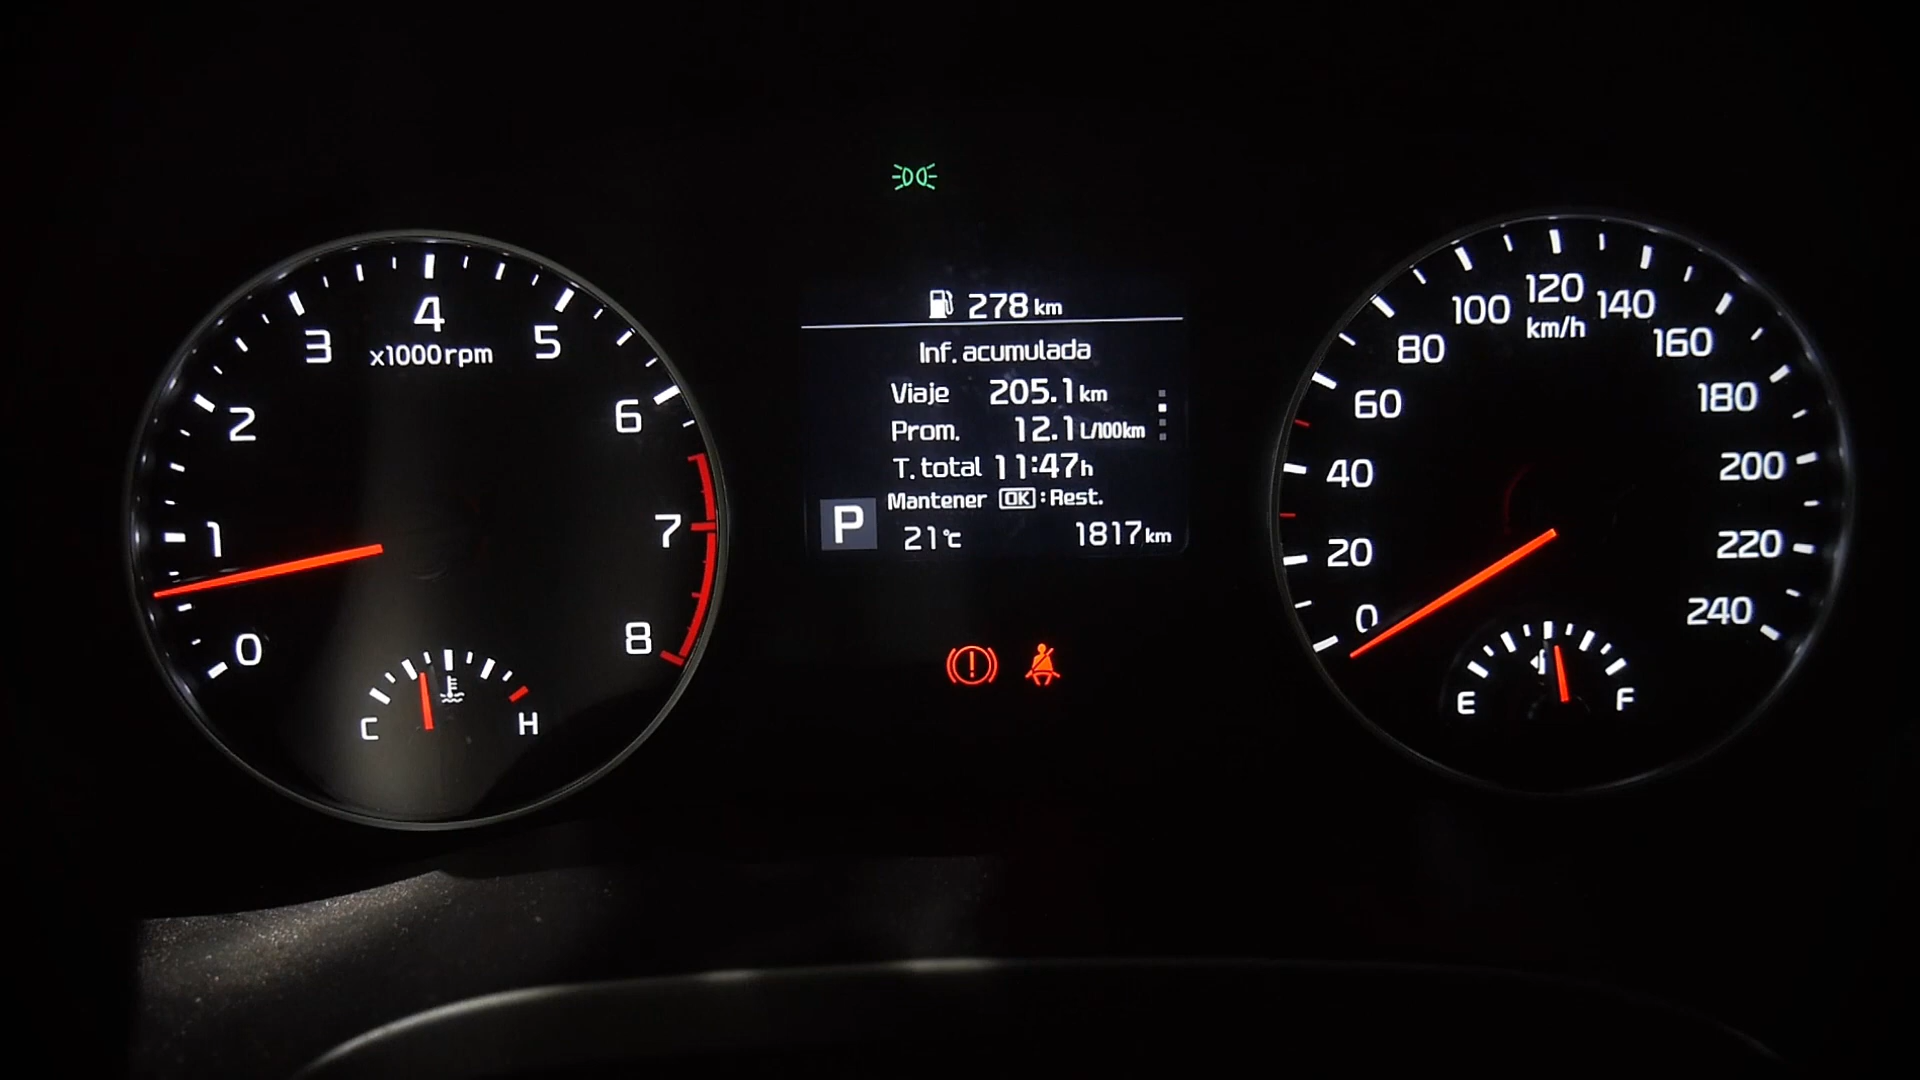 0
1
2
3
4
5
6
7
8
x1000rpm
C
H
278 km
Inf. acumulada
Viaje 205.1 km
Prom. 12.1 L/100km
T. total 11:47 h
Mantener OK : Rest.
P
21°C
1817 km
0
20
40
60
80
100
120
140
160
180
200
220
240
km/h
E
F